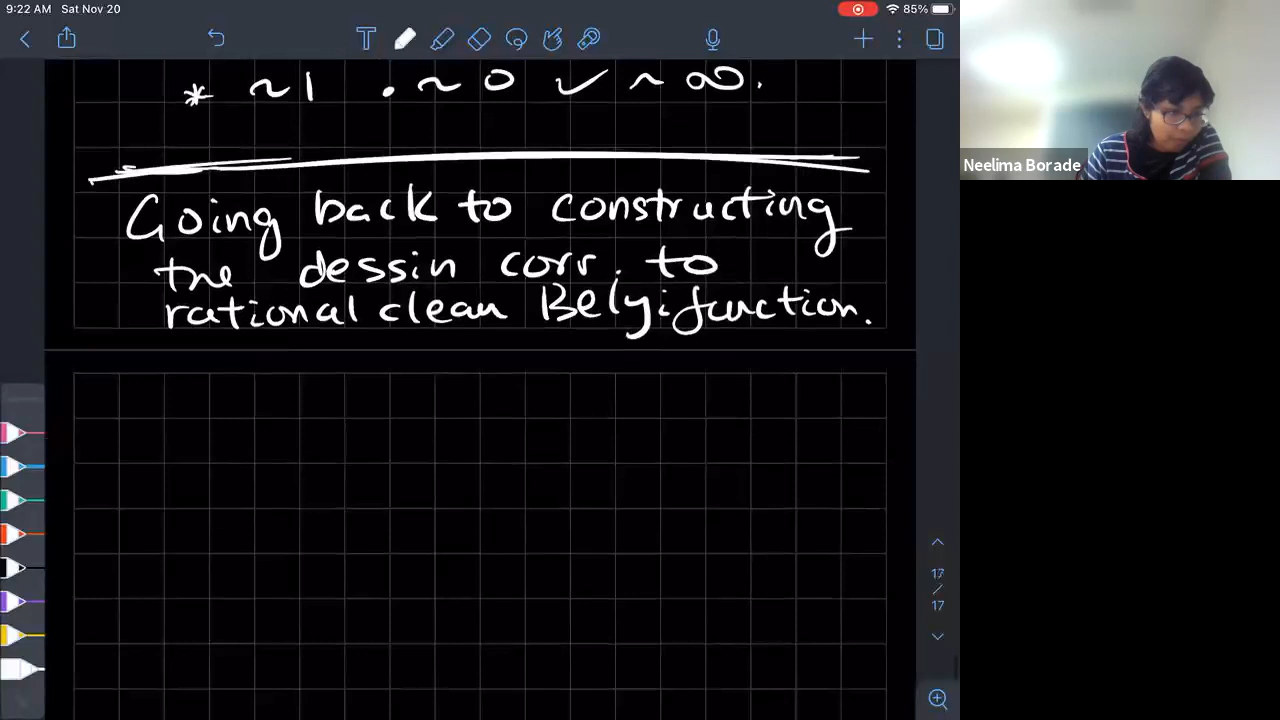 9:22 AM Sat Nov 20
85%
* ~ 1 . ~ 0 ✓ ~ ∞.
Going back to constructing
the dessin corr. to
rational clean Belyi function.
Neelima Borade
17
/
17